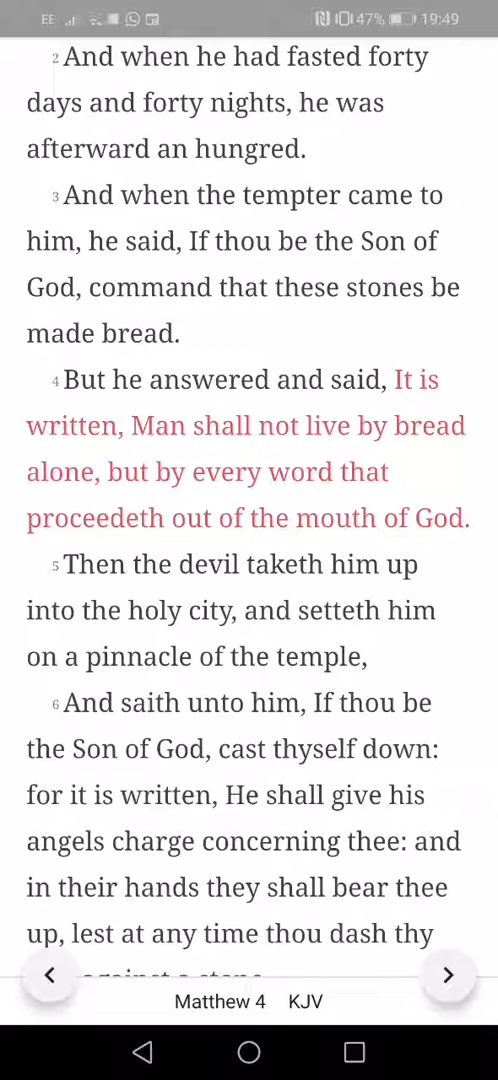 EE 47% 19:49
2 And when he had fasted forty
days and forty nights, he was
afterward an hungred.
3 And when the tempter came to
him, he said, If thou be the Son of
God, command that these stones be
made bread.
4 But he answered and said, It is
written, Man shall not live by bread
alone, but by every word that
proceedeth out of the mouth of God.
5 Then the devil taketh him up
into the holy city, and setteth him
on a pinnacle of the temple,
6 And saith unto him, If thou be
the Son of God, cast thyself down:
for it is written, He shall give his
angels charge concerning thee: and
in their hands they shall bear thee
up, lest at any time thou dash thy
against a stone.
Matthew 4 KJV